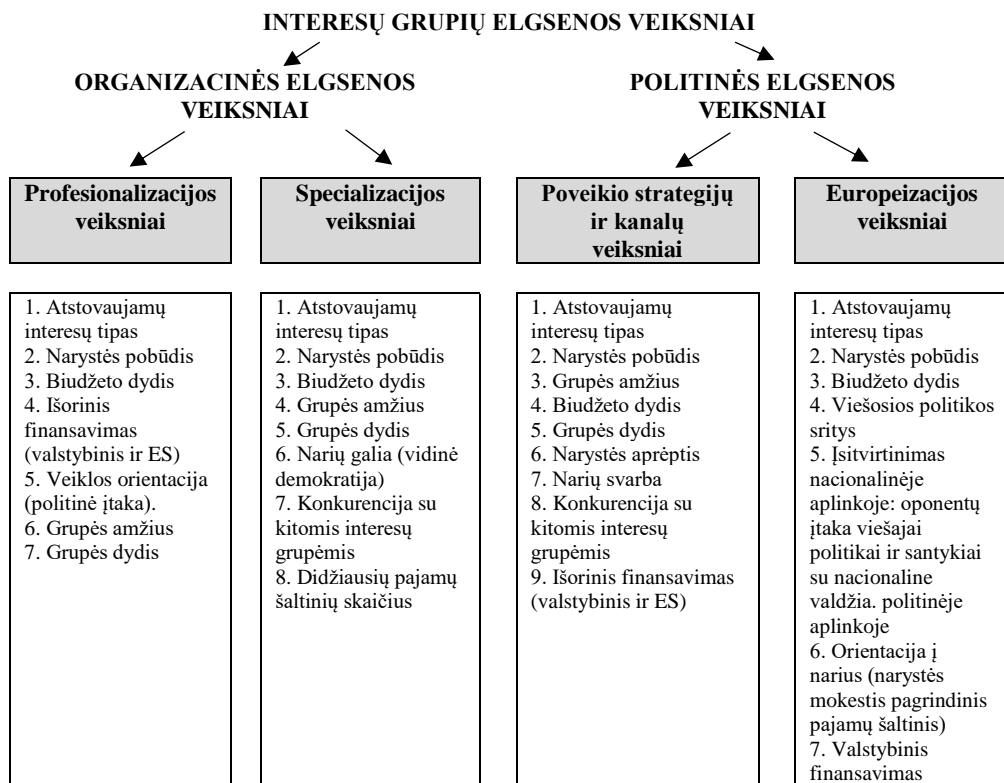 INTERESŲ GRUPIŲ ELGSENOS VEIKSNIAI
ORGANIZACINĖS ELGSENOS
VEIKSNIAI
POLITINĖS ELGSENOS
VEIKSNIAI
Profesionalizacijos
veiksniai
Specializacijos
veiksniai
Poveikio strategijų
ir kanalų
veiksniai
Europeizacijos
veiksniai
1. Atstovaujamų
interesų tipas
2. Narystės pobūdis
3. Biudžeto dydis
4. Išorinis
finansavimas
(valstybinis ir ES)
5. Veiklos orientacija
(politinė įtaka).
6. Grupės amžius
7. Grupės dydis
1. Atstovaujamų
interesų tipas
2. Narystės pobūdis
3. Biudžeto dydis
4. Grupės amžius
5. Grupės dydis
6. Narių galia (vidinė
demokratija)
7. Konkurencija su
kitomis interesų
grupėmis
8. Didžiausių pajamų
šaltinių skaičius
1. Atstovaujamų
interesų tipas
2. Narystės pobūdis
3. Grupės amžius
4. Biudžeto dydis
5. Grupės dydis
6. Narystės aprėptis
7. Narių svarba
8. Konkurencija su
kitomis interesų
grupėmis
9. Išorinis finansavimas
(valstybinis ir ES)
1. Atstovaujamų
interesų tipas
2. Narystės pobūdis
3. Biudžeto dydis
4. Viešosios politikos
sritys
5. Įsitvirtinimas
nacionalinėje
aplinkoje: oponentų
įtaka viešajai
politikai ir santykiai
su nacionaline
valdžia. politinėje
aplinkoje
6. Orientacija į
narius (narystės
mokestis pagrindinis
pajamų šaltinis)
7. Valstybinis
finansavimas